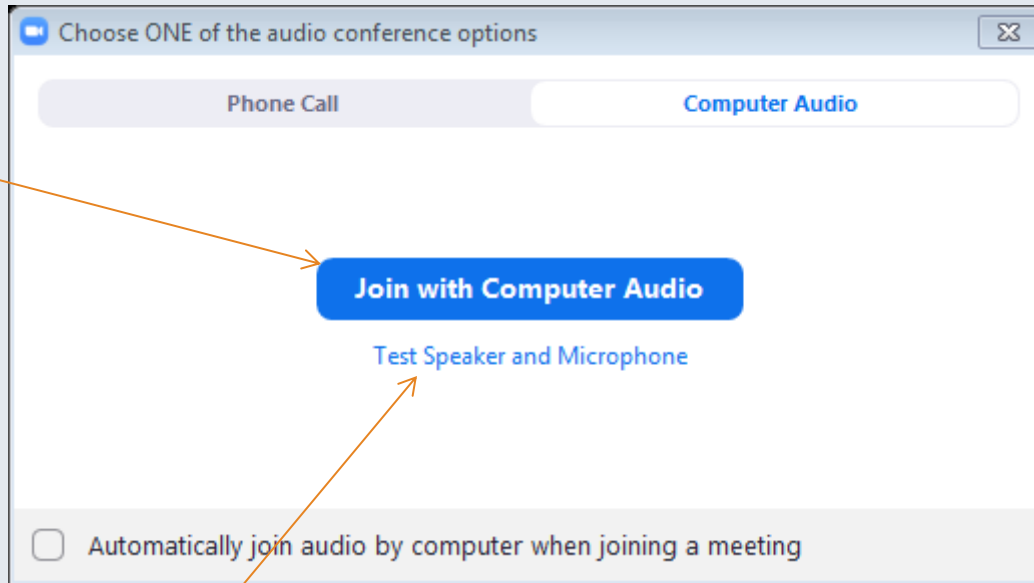 Choose ONE of the audio conference options
Phone Call
Computer Audio
Join with Computer Audio
Test Speaker and Microphone
Automatically join audio by computer when joining a meeting